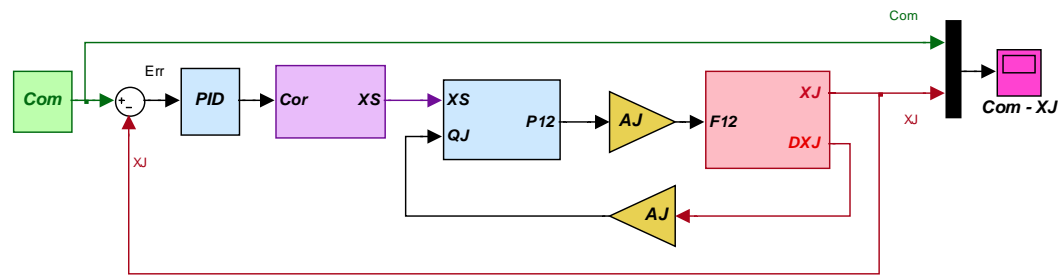 Com
Err
Com
+
-
PID
Cor
XS
XS
QJ
P12
AJ
F12
XJ
DXJ
XJ
Com - XJ
XJ
AJ